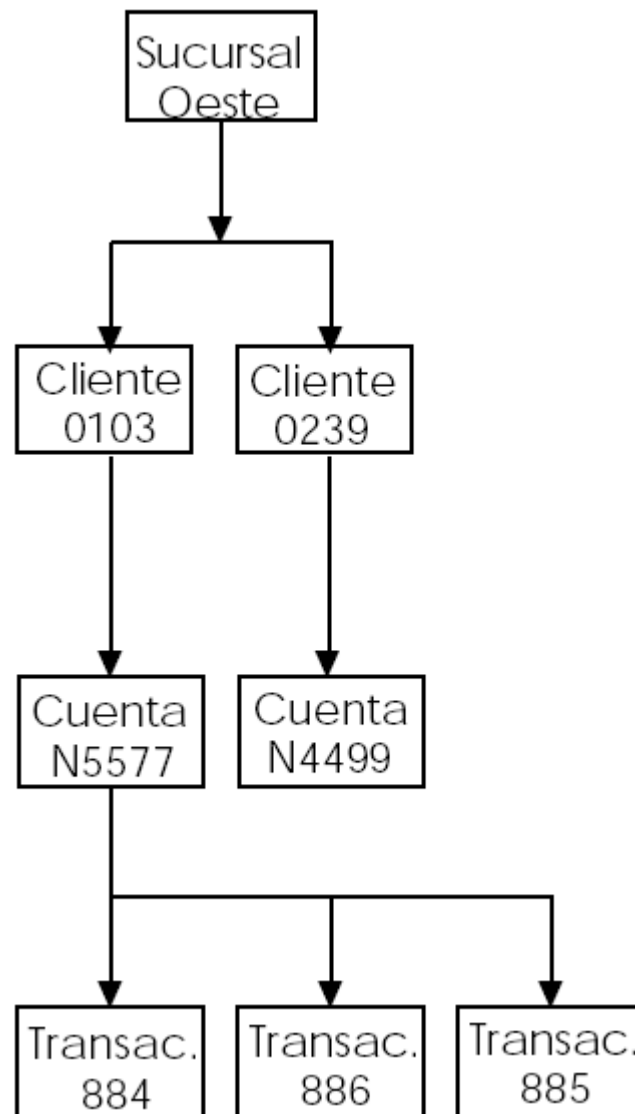 Sucursal
Oeste
Cliente
0103
Cliente
0239
Cuenta
N5577
Cuenta
N4499
Transac.
884
Transac.
886
Transac.
885